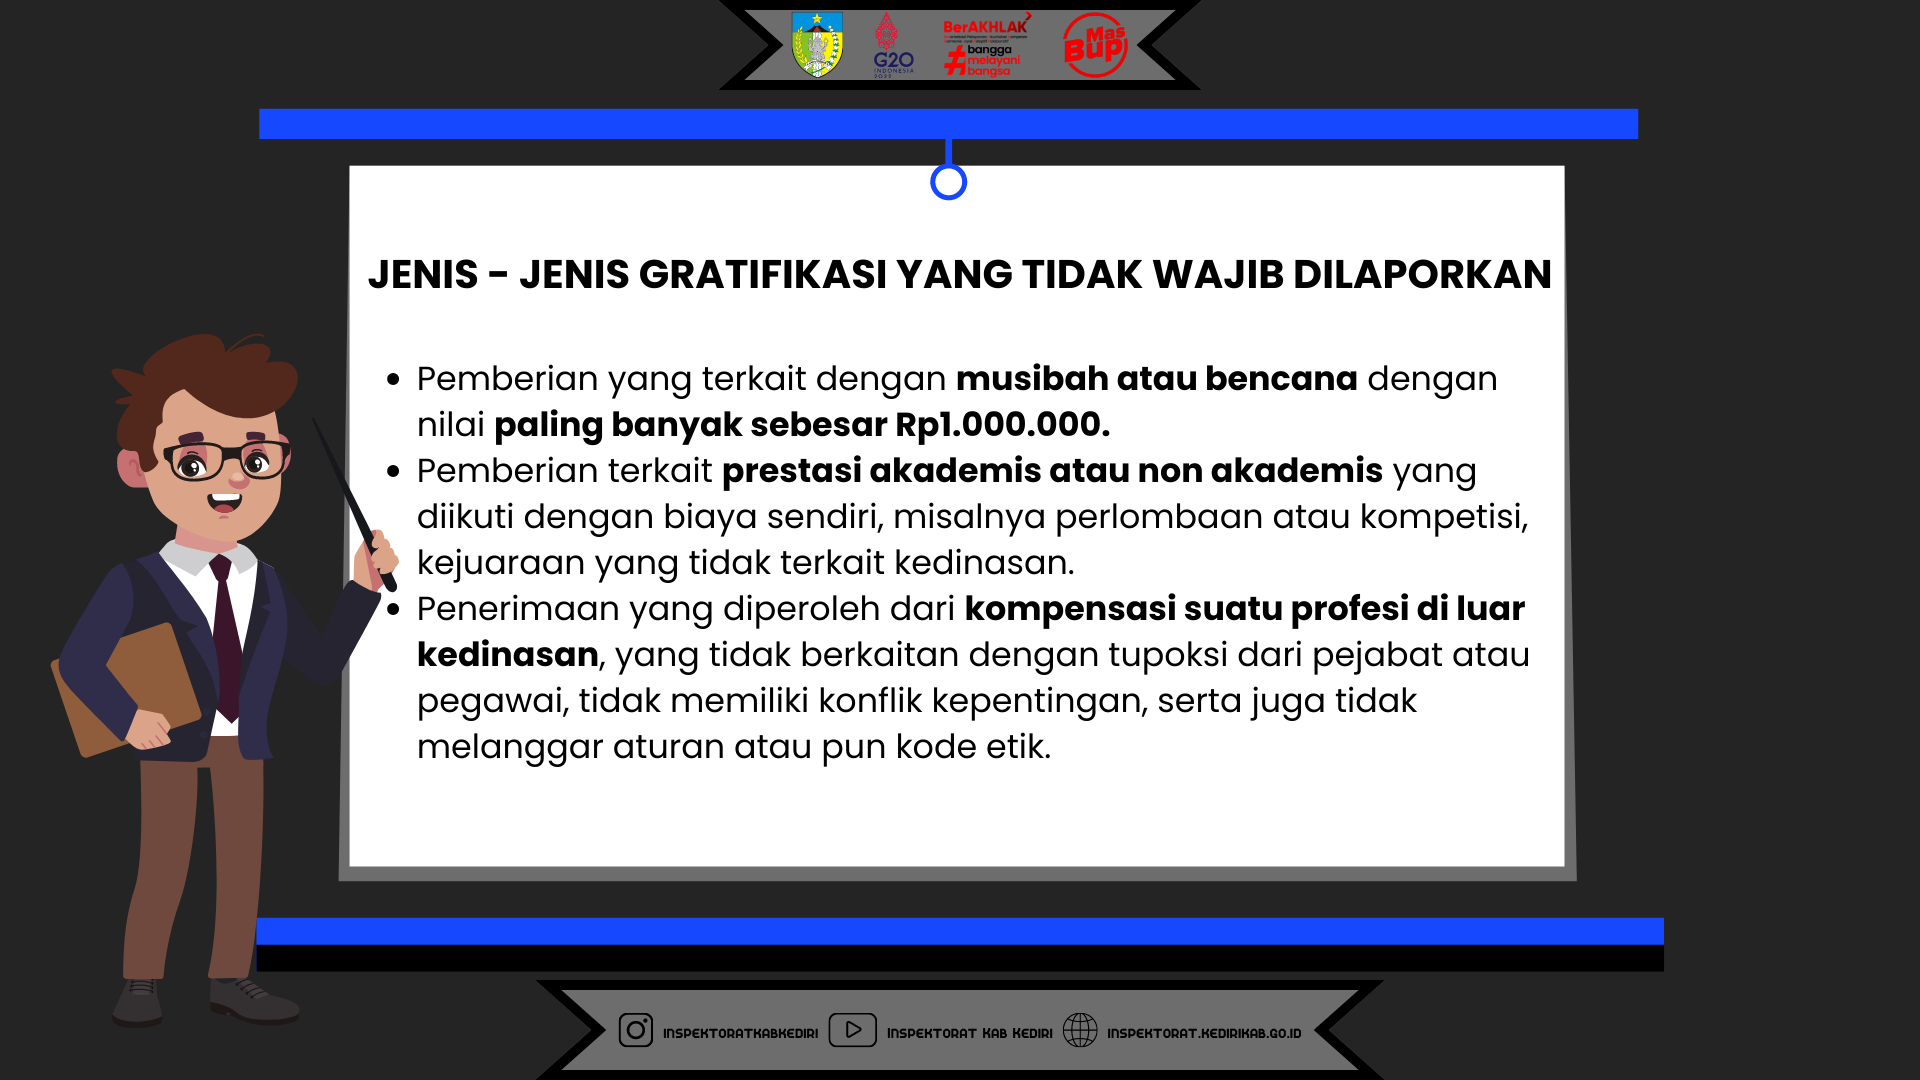 G20
INDONESIA
2022
BerAKHLAK
#bangga
melayani
bangsa
Mas
Bup
JENIS - JENIS GRATIFIKASI YANG TIDAK WAJIB DILAPORKAN
• Pemberian yang terkait dengan musibah atau bencana dengan
nilai paling banyak sebesar Rp1.000.000.
• Pemberian terkait prestasi akademis atau non akademis yang
diikuti dengan biaya sendiri, misalnya perlombaan atau kompetisi,
kejuaraan yang tidak terkait kedinasan.
• Penerimaan yang diperoleh dari kompensasi suatu profesi di luar
kedinasan, yang tidak berkaitan dengan tupoksi dari pejabat atau
pegawai, tidak memiliki konflik kepentingan, serta juga tidak
melanggar aturan atau pun kode etik.
INSPEKTORATKABKEDIRI INSPEKTORAT KAB KEDIRI INSPEKTORAT.KEDIRIKAB.GO.ID